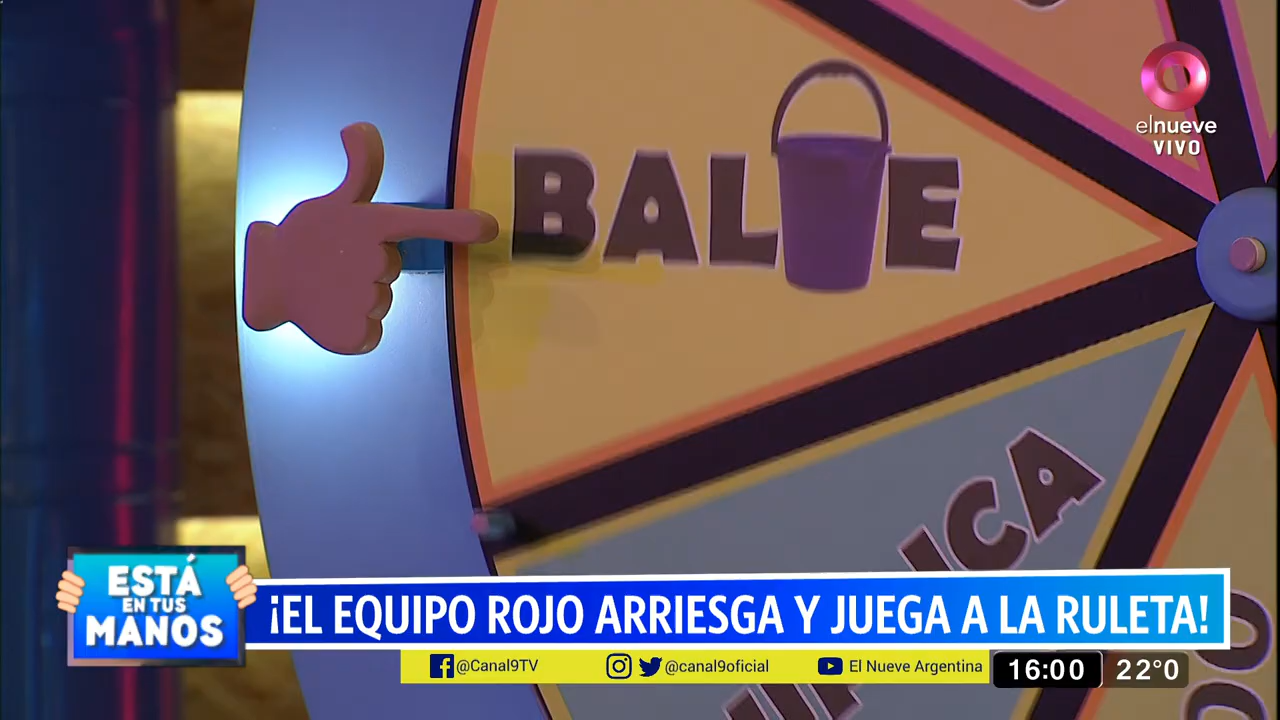 elnueve
VIVO
BAL E
ICA
ESTÁ
EN TUS
MANOS
¡EL EQUIPO ROJO ARRIESGA Y JUEGA A LA RULETA!
@Canal9TV
@canal9oficial
El Nueve Argentina
16:00
22°0